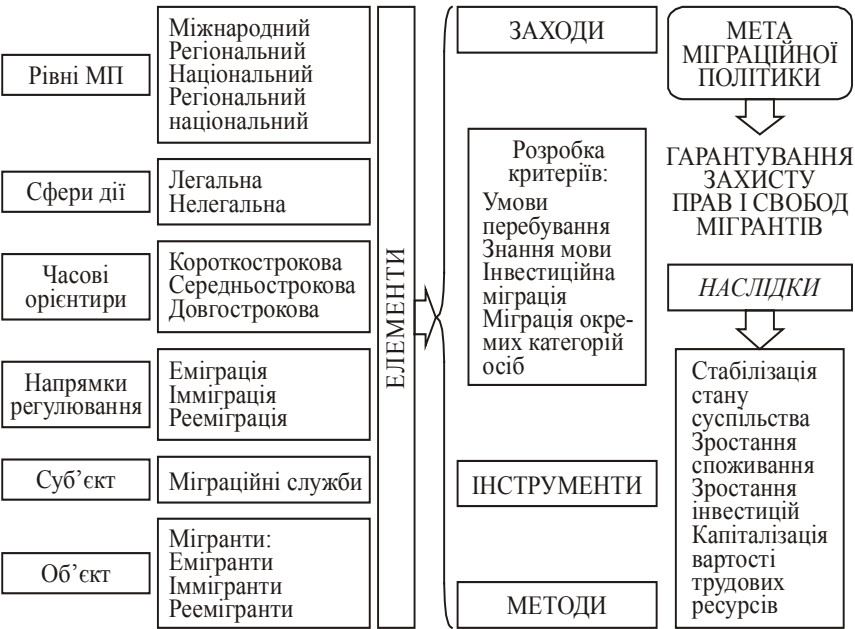 Рівні МП
Міжнародний
Регіональний
Національний
Регіональний
національний
Сфери дії
Легальна
Нелегальна
Часові
орієнтири
Короткострокова
Середньострокова
Довгострокова
Напрямки
регулювання
Еміграція
Імміграція
Рееміграція
Суб’єкт
Міграційні служби
Об’єкт
Мігранти:
Емігранти
Іммігранти
Реемігранти
ЕЛЕМЕНТИ
ЗАХОДИ
Розробка
критеріїв:
Умови
перебування
Знання мови
Інвестиційна
міграція
Міграція окре-
мих категорій
осіб
ІНСТРУМЕНТИ
МЕТОДИ
МЕТА
МІГРАЦІЙНОЇ
ПОЛІТИКИ
ГАРАНТУВАННЯ
ЗАХИСТУ
ПРАВ І СВОБОД
МІГРАНТІВ
НАСЛІДКИ
Стабілізація
стану
суспільства
Зростання
споживання
Зростання
інвестицій
Капіталізація
вартості
трудових
ресурсів